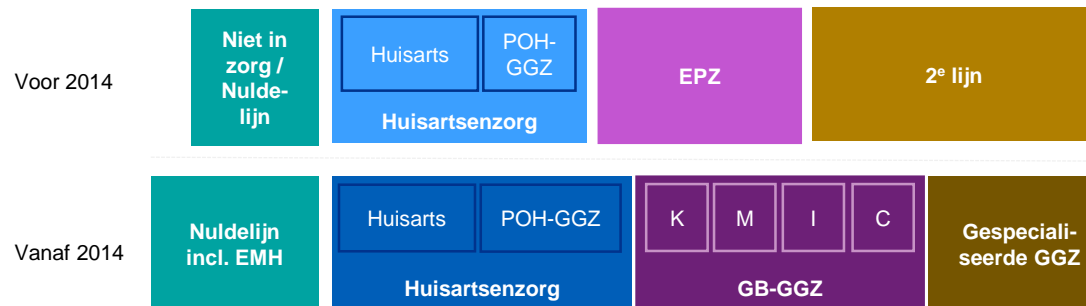 Voor 2014
Niet in
zorg /
Nulde-
lijn
Huisarts
POH-
GGZ
Huisartsenzorg
EPZ
2e lijn
Vanaf 2014
Nuldelijn
incl. EMH
Huisarts
POH-GGZ
Huisartsenzorg
K
M
I
C
GB-GGZ
Gespeciali-
seerde GGZ